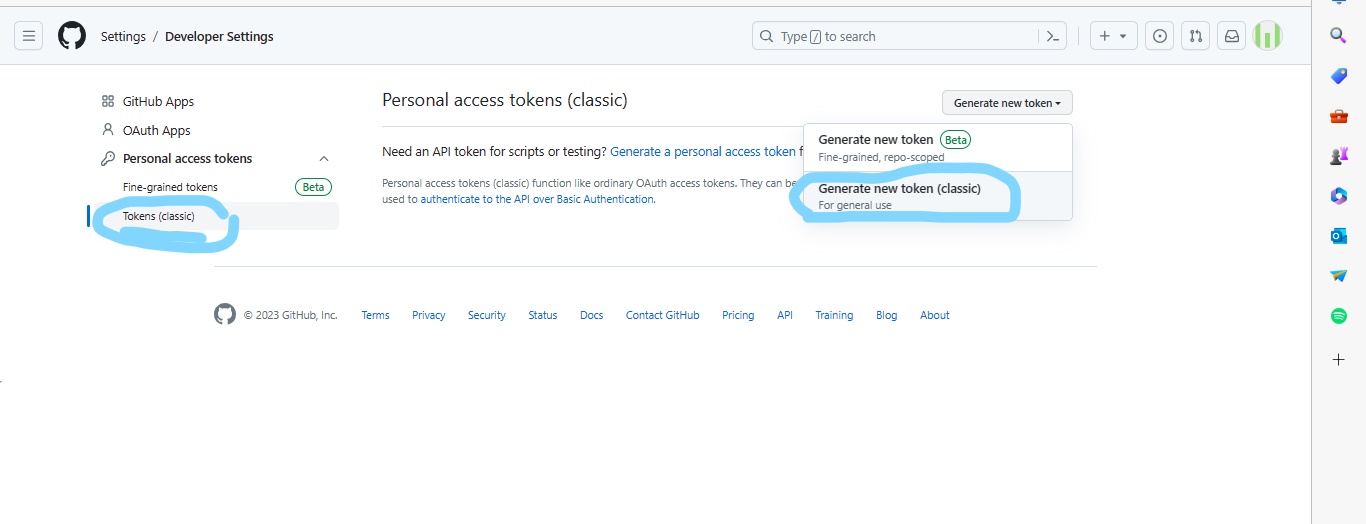 Settings / Developer Settings
Type / to search
GitHub Apps
OAuth Apps
Personal access tokens
Fine-grained tokens Beta
Tokens (classic)
Personal access tokens (classic)
Generate new token
Need an API token for scripts or testing? Generate a personal access token f
Personal access tokens (classic) function like ordinary OAuth access tokens. They can be
used to authenticate to the API over Basic Authentication.
Generate new token Beta
Fine-grained, repo-scoped
Generate new token (classic)
For general use
© 2023 GitHub, Inc. Terms Privacy Security Status Docs Contact GitHub Pricing API Training Blog About